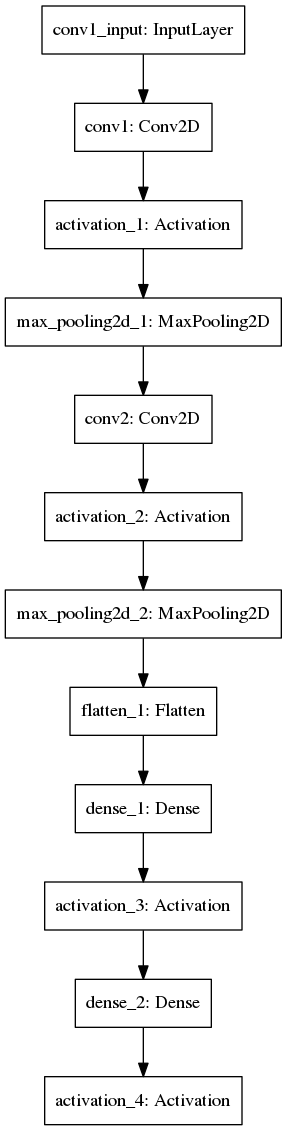 conv1_input: InputLayer
conv1: Conv2D
activation_1: Activation
max_pooling2d_1: MaxPooling2D
conv2: Conv2D
activation_2: Activation
max_pooling2d_2: MaxPooling2D
flatten_1: Flatten
dense_1: Dense
activation_3: Activation
dense_2: Dense
activation_4: Activation